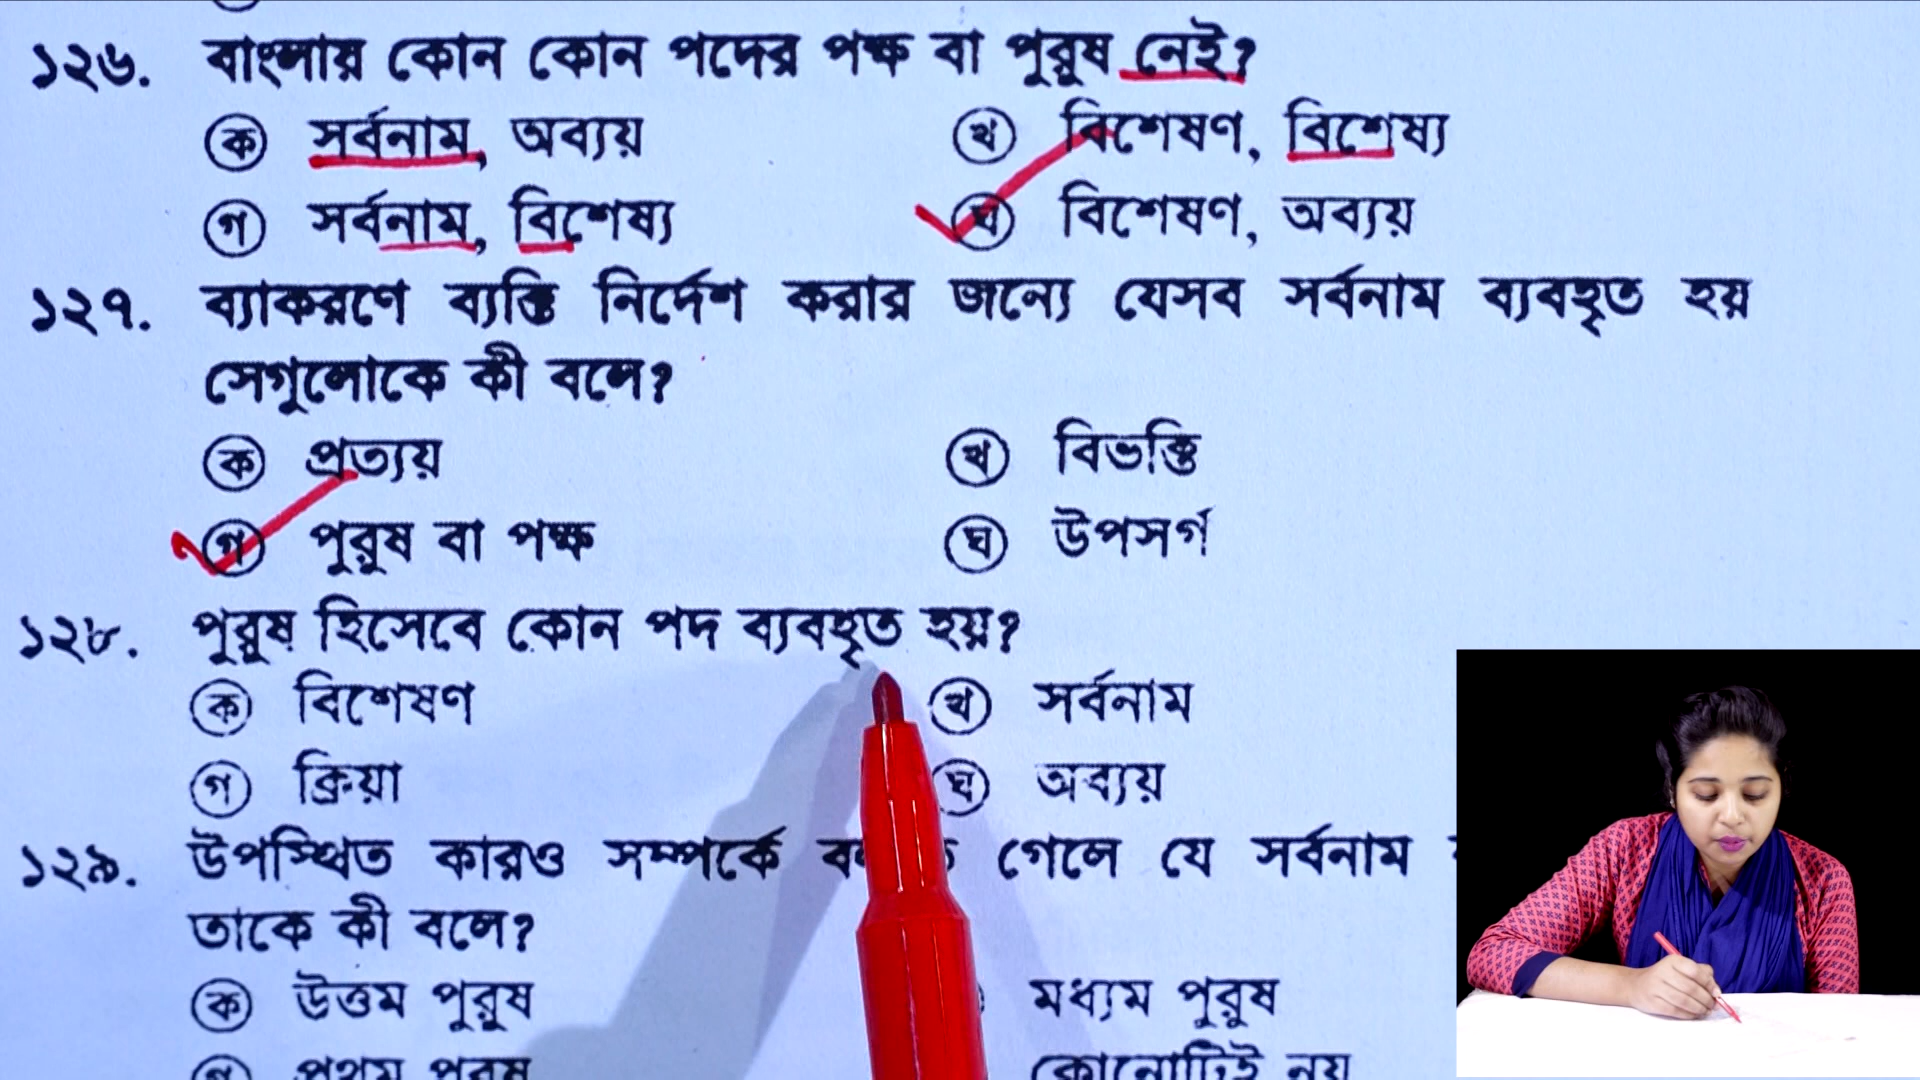 ১২৬. বাংলায় কোন কোন পদের পক্ষ বা পুরুষ নেই?
ক সর্বনাম, অব্যয় খ বিশেষণ, বিশেষ্য
গ সর্বনাম, বিশেষ্য ঘ বিশেষণ, অব্যয়
১২৭. ব্যাকরণে ব্যক্তি নির্দেশ করার জন্যে যেসব সর্বনাম ব্যবহৃত হয়
সেগুলোকে কী বলে?
ক প্রত্যয় খ বিভক্তি
গ পুরুষ বা পক্ষ ঘ উপসর্গ
১২৮. পুরুষ হিসেবে কোন পদ ব্যবহৃত হয়?
ক বিশেষণ খ সর্বনাম
গ ক্রিয়া ঘ অব্যয়
১২৯. উপস্থিত কারও সম্পর্কে গেলে যে সর্বনাম
তাকে কী বলে?
ক উত্তম পুরুষ মধ্যম পুরুষ
গ প্রথম পুরুষ কোনোটিই নয়